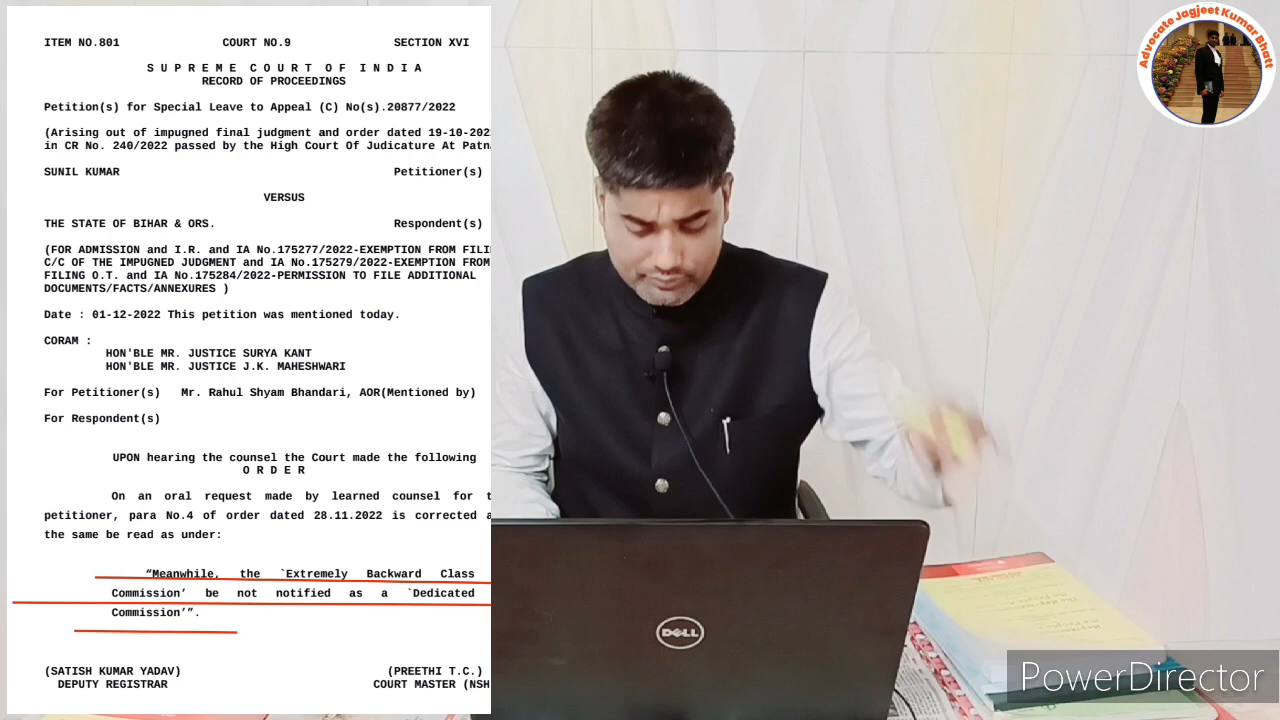 ITEM NO.801 COURT NO.9 SECTION XVI
S U P R E M E C O U R T O F I N D I A
RECORD OF PROCEEDINGS
Petition(s) for Special Leave to Appeal (C) No(s).20877/2022
(Arising out of impugned final judgment and order dated 19-10-202
in CR No. 240/2022 passed by the High Court Of Judicature At Patn
SUNIL KUMAR Petitioner(s)
VERSUS
THE STATE OF BIHAR & ORS. Respondent(s)
(FOR ADMISSION and I.R. and IA No.175277/2022-EXEMPTION FROM FILI
C/C OF THE IMPUGNED JUDGMENT and IA No.175279/2022-EXEMPTION FROM
FILING O.T. and IA No.175284/2022-PERMISSION TO FILE ADDITIONAL
DOCUMENTS/FACTS/ANNEXURES )
Date : 01-12-2022 This petition was mentioned today.
CORAM :
HON'BLE MR. JUSTICE SURYA KANT
HON'BLE MR. JUSTICE J.K. MAHESHWARI
For Petitioner(s) Mr. Rahul Shyam Bhandari, AOR(Mentioned by)
For Respondent(s)
UPON hearing the counsel the Court made the following
O R D E R
On an oral request made by learned counsel for t
petitioner, para No.4 of order dated 28.11.2022 is corrected a
the same be read as under:
“Meanwhile, the `Extremely Backward Class
Commission’ be not notified as a `Dedicated
Commission’”.
(SATISH KUMAR YADAV) (PREETHI T.C.)
DEPUTY REGISTRAR COURT MASTER (NSH
Advocate Jagjeet Kumar Bhatt
DELL
PowerDirector